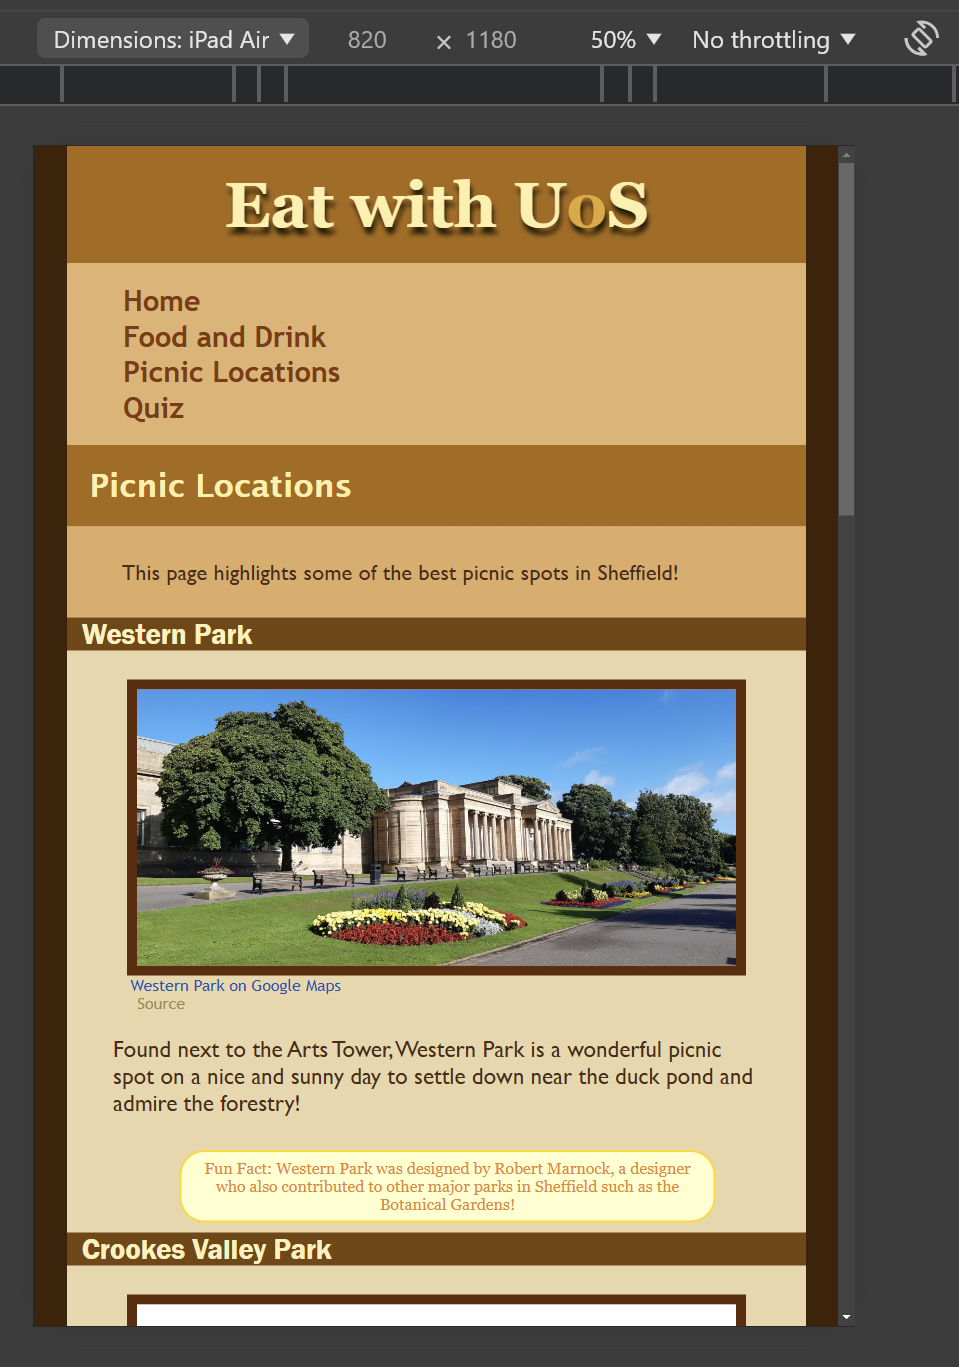 Dimensions: iPad Air ▼ 820 × 1180 50% ▼ No throttling ▼
Eat with UoS
Home
Food and Drink
Picnic Locations
Quiz
Picnic Locations
This page highlights some of the best picnic spots in Sheffield!
Western Park
Western Park on Google Maps
Source
Found next to the Arts Tower, Western Park is a wonderful picnic
spot on a nice and sunny day to settle down near the duck pond and
admire the forestry!
Fun Fact: Western Park was designed by Robert Marnock, a designer
who also contributed to other major parks in Sheffield such as the
Botanical Gardens!
Crookes Valley Park